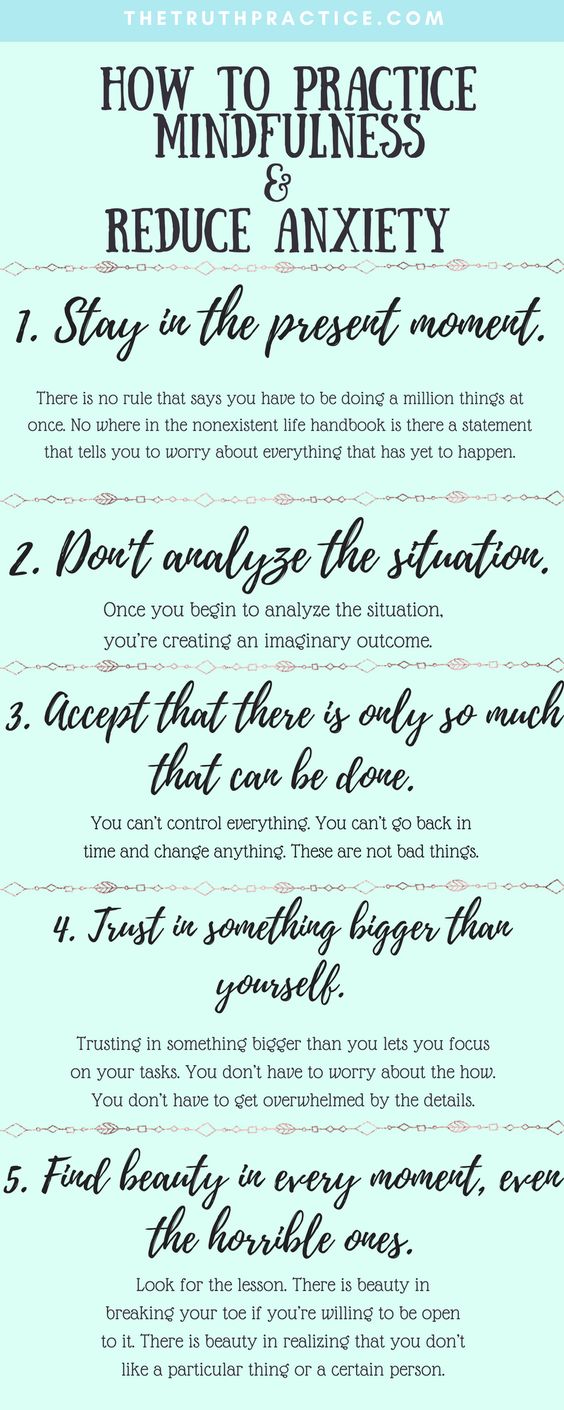 THETRUTHPRACTICE.COM
HOW TO PRACTICE
MINDFULNESS
&
REDUCE ANXIETY
1. Stay in the present moment.
There is no rule that says you have to be doing a million things at
once. No where in the nonexistent life handbook is there a statement
that tells you to worry about everything that has yet to happen.
2. Don't analyze the situation.
Once you begin to analyze the situation,
you're creating an imaginary outcome.
3. Accept that there is only so much
that can be done.
You can't control everything. You can't go back in
time and change anything. These are not bad things.
4. Trust in something bigger than
yourself.
Trusting in something bigger than you lets you focus
on your tasks. You don't have to worry about the how.
You don't have to get overwhelmed by the details.
5. Find beauty in every moment, even
the horrible ones.
Look for the lesson. There is beauty in
breaking your toe if you're willing to be open
to it. There is beauty in realizing that you don't
like a particular thing or a certain person.